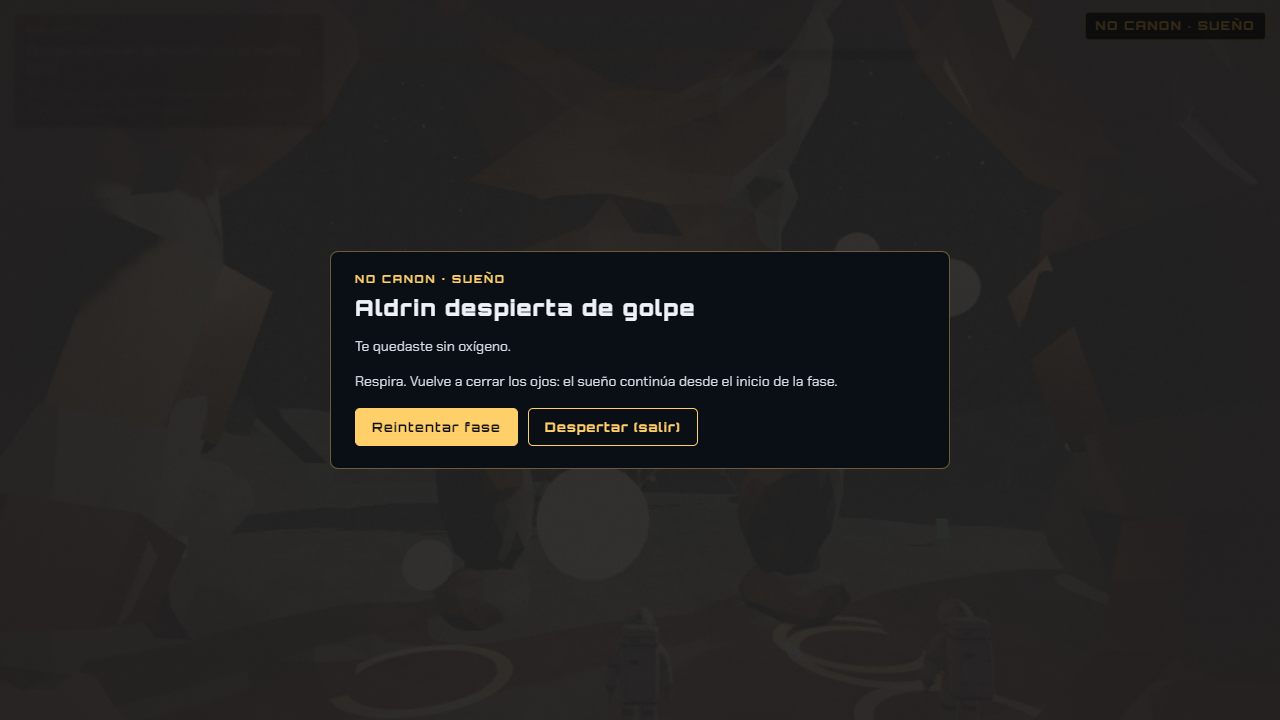 NO CANON · SUEÑO
NO CANON · SUEÑO
Aldrin despierta de golpe
Te quedaste sin oxígeno.
Respira. Vuelve a cerrar los ojos: el sueño continúa desde el inicio de la fase.
Reintentar fase
Despertar (salir)